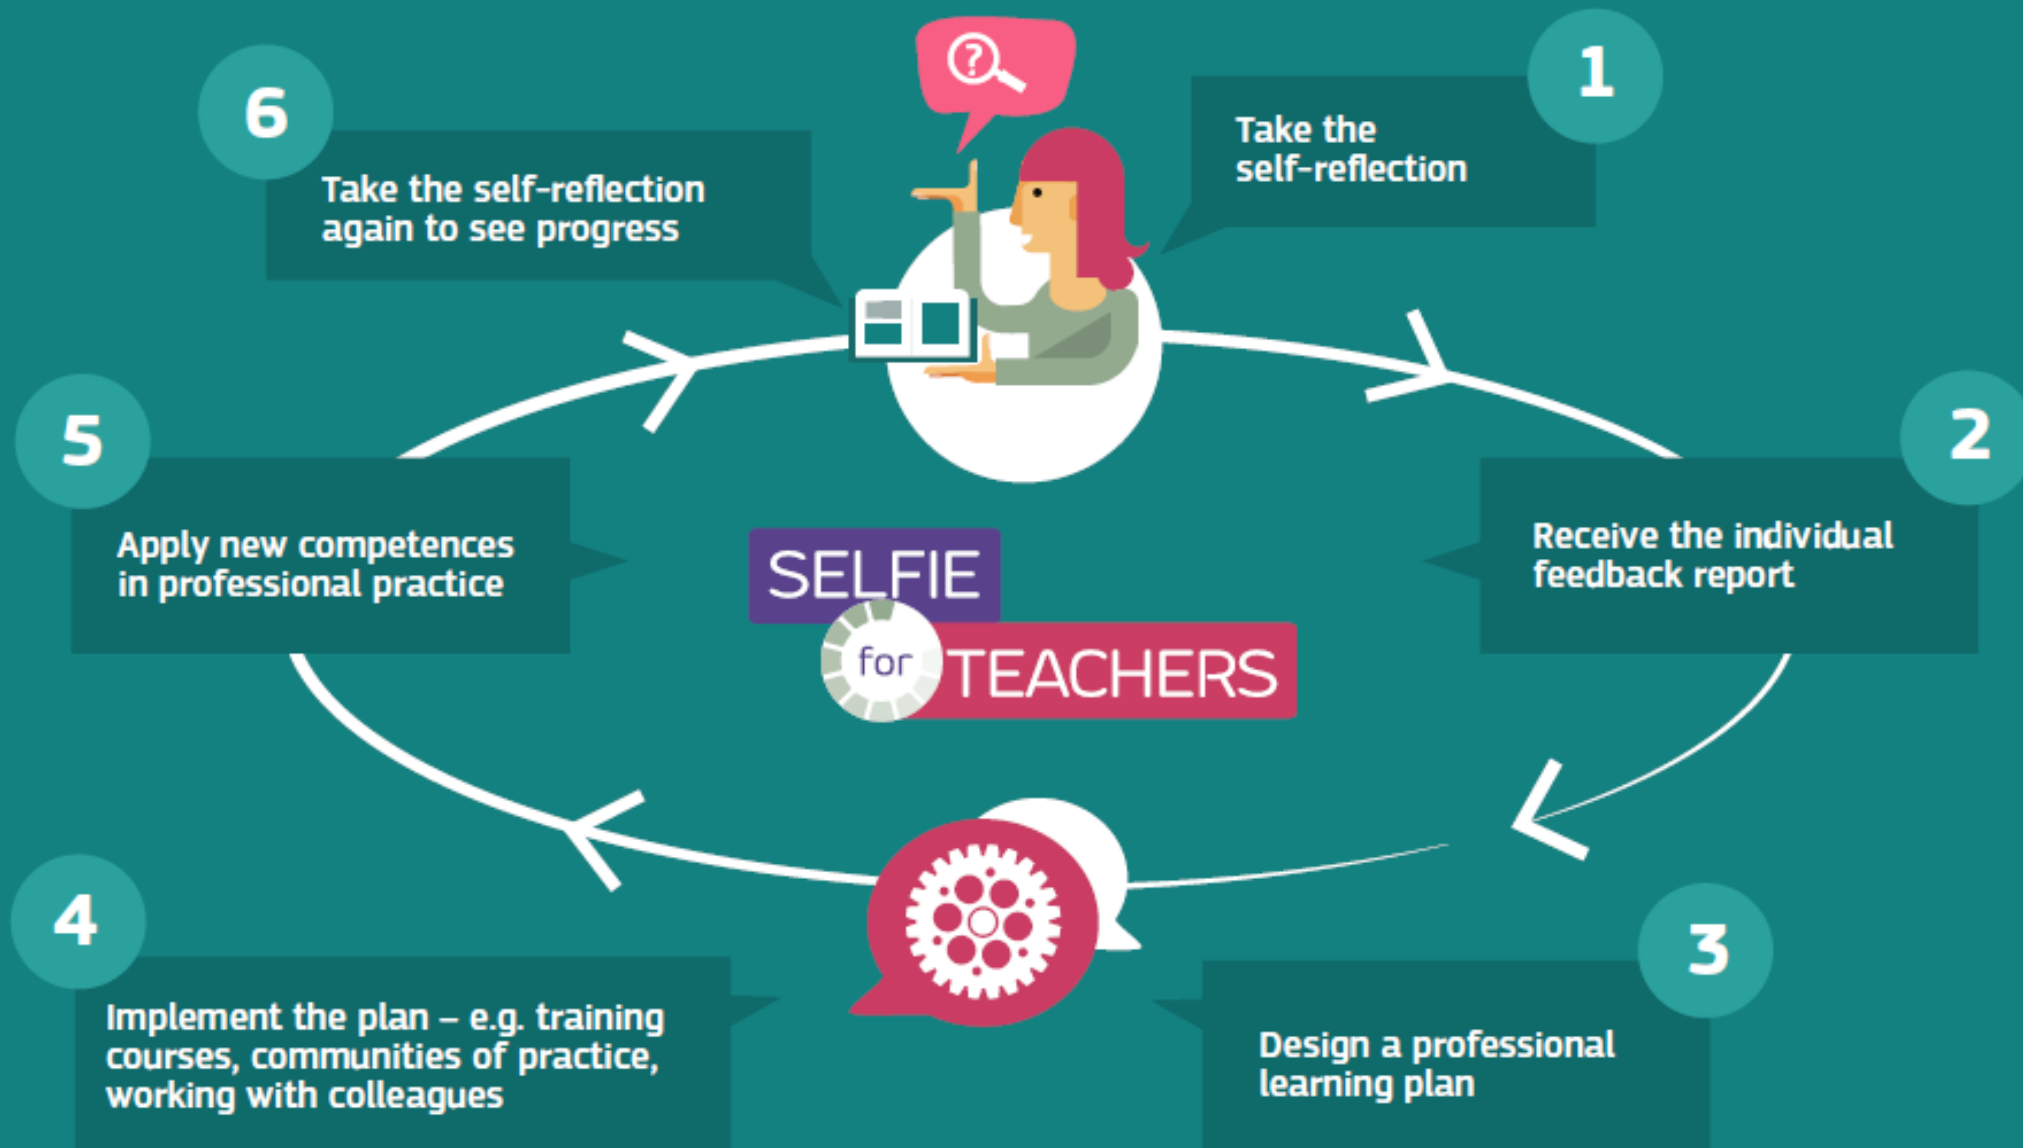 1
Take the
self-reflection
2
Receive the individual
feedback report
3
Design a professional
learning plan
4
Implement the plan – e.g. training
courses, communities of practice,
working with colleagues
5
Apply new competences
in professional practice
6
Take the self-reflection
again to see progress
?
SELFIE
for TEACHERS